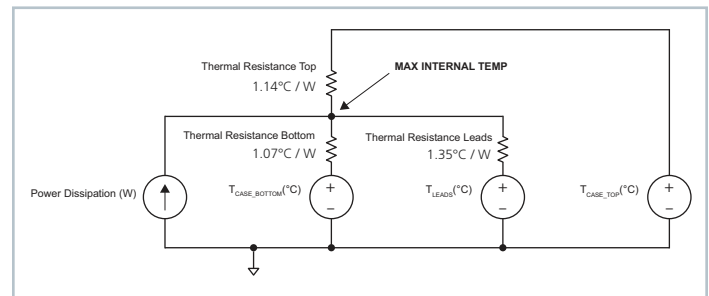 Thermal Resistance Top
1.14°C / W
MAX INTERNAL TEMP
Thermal Resistance Bottom
1.07°C / W
Thermal Resistance Leads
1.35°C / W
Power Dissipation (W)
T_CASE_BOTTOM(°C)
+
–
T_LEADS(°C)
+
–
T_CASE_TOP(°C)
+
–